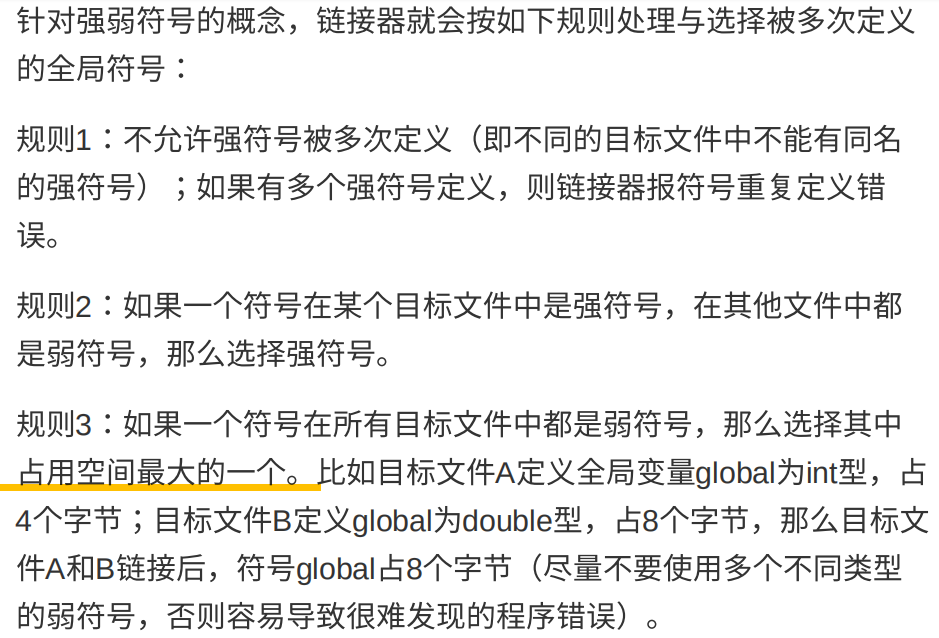 针对强弱符号的概念，链接器就会按如下规则处理与选择被多次定义
的全局符号：
规则1：不允许强符号被多次定义（即不同的目标文件中不能有同名
的强符号）；如果有多个强符号定义，则链接器报符号重复定义错
误。
规则2：如果一个符号在某个目标文件中是强符号，在其他文件中都
是弱符号，那么选择强符号。
规则3：如果一个符号在所有目标文件中都是弱符号，那么选择其中
占用空间最大的一个。比如目标文件A定义全局变量global为int型，占
4个字节；目标文件B定义global为double型，占8个字节，那么目标文
件A和B链接后，符号global占8个字节（尽量不要使用多个不同类型
的弱符号，否则容易导致很难发现的程序错误）。